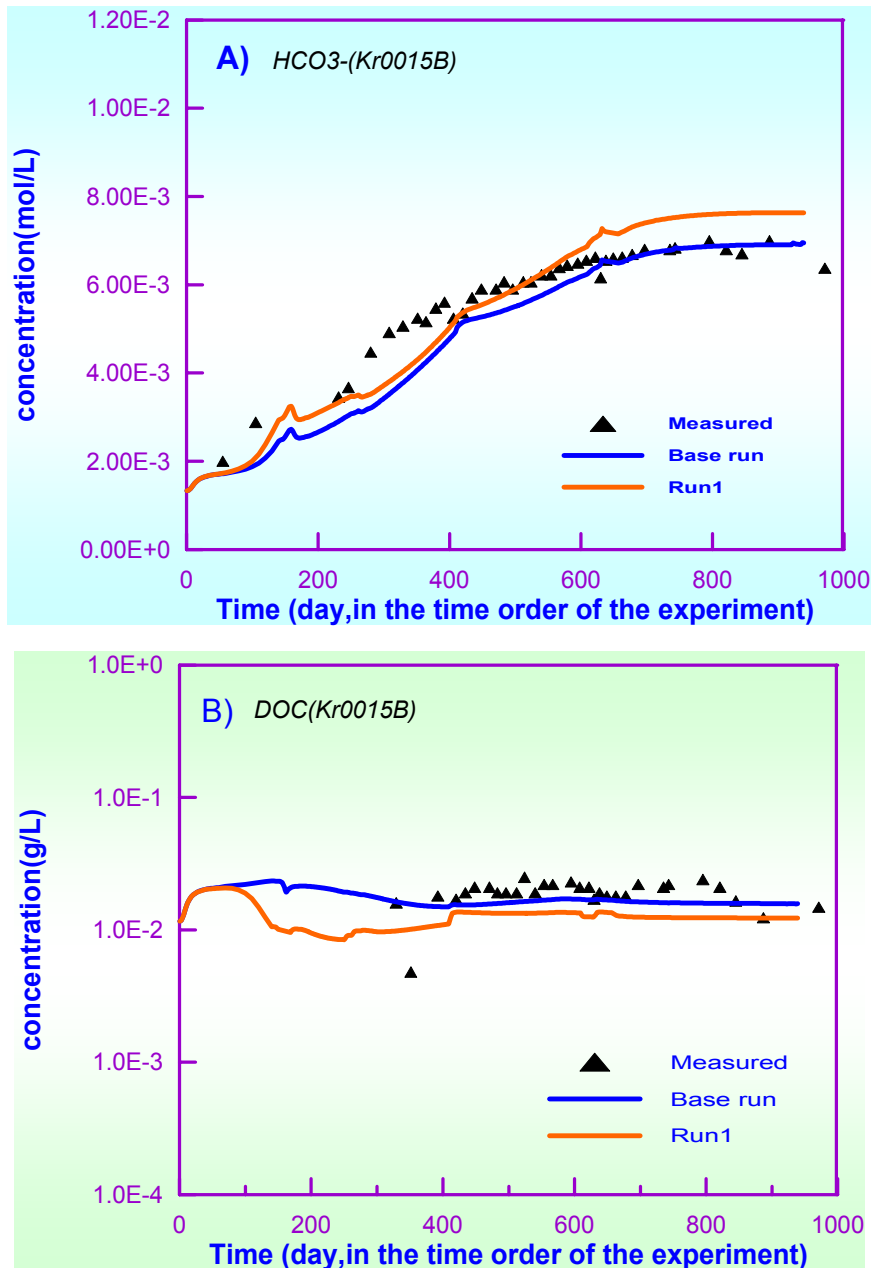 A) HCO3-(Kr0015B)
1.20E-2
1.00E-2
8.00E-3
6.00E-3
4.00E-3
2.00E-3
0.00E+0
concentration(mol/L)
Measured
Base run
Run1
0 200 400 600 800 1000
Time (day,in the time order of the experiment)
B) DOC(Kr0015B)
1.0E+0
1.0E-1
1.0E-2
1.0E-3
1.0E-4
concentration(g/L)
Measured
Base run
Run1
0 200 400 600 800 1000
Time (day,in the time order of the experiment)